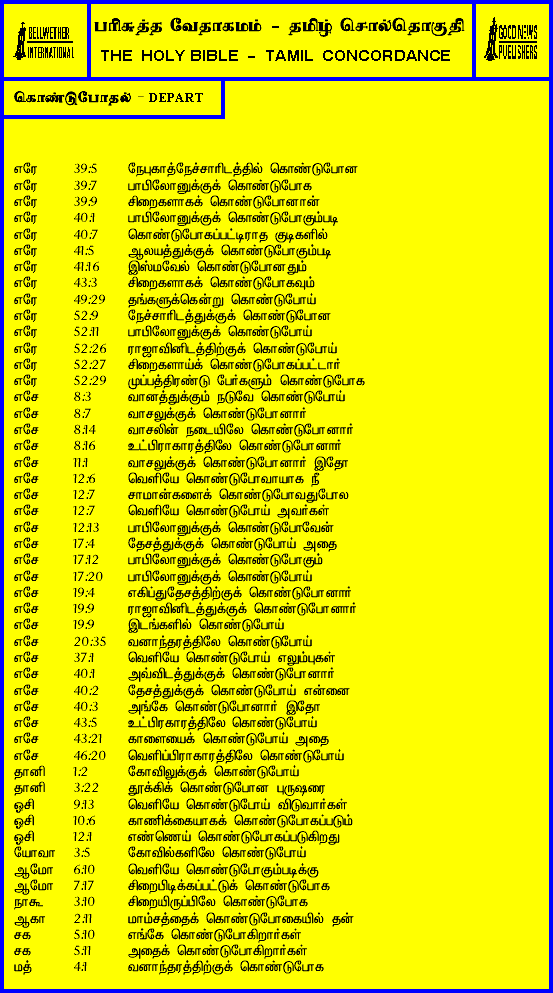 BELLWETHER
INTERNATIONAL
பரிசுத்த வேதாகமம் - தமிழ் சொல்தொகுதி
THE HOLY BIBLE - TAMIL CONCORDANCE
GOOD NEWS
PUBLISHERS
கொண்டுபோதல் - DEPART
எரே 39:5 நேபுகாத்நேச்சாரிடத்தில் கொண்டுபோன
எரே 39:7 பாபிலோனுக்குக் கொண்டுபோக
எரே 39:9 சிறைகளாகக் கொண்டுபோனான்
எரே 40:1 பாபிலோனுக்குக் கொண்டுபோகும்படி
எரே 40:7 கொண்டுபோகப்பட்டிராத குடிகளில்
எரே 41:5 ஆலயத்துக்குக் கொண்டுபோகும்படி
எரே 41:16 இஸ்மவேல் கொண்டுபோனதும்
எரே 43:3 சிறைகளாகக் கொண்டுபோகவும்
எரே 49:29 தங்களுக்கென்று கொண்டுபோய்
எரே 52:9 நேச்சாரிடத்துக்குக் கொண்டுபோன
எரே 52:11 பாபிலோனுக்குக் கொண்டுபோய்
எரே 52:26 ராஜாவினிடத்திற்குக் கொண்டுபோய்
எரே 52:27 சிறைகளாய்க் கொண்டுபோகப்பட்டார்
எரே 52:29 முப்பத்திரண்டு பேர்களும் கொண்டுபோக
எசே 8:3 வானத்துக்கும் நடுவே கொண்டுபோய்
எசே 8:7 வாசலுக்குக் கொண்டுபோனார்
எசே 8:14 வாசலின் நடையிலே கொண்டுபோனார்
எசே 8:16 உட்பிராகாரத்திலே கொண்டுபோனார்
எசே 11:1 வாசலுக்குக் கொண்டுபோனார் இதோ
எசே 12:6 வெளியே கொண்டுபோவாயாக நீ
எசே 12:7 சாமான்களைக் கொண்டுபோவதுபோல
எசே 12:7 வெளியே கொண்டுபோய் அவர்கள்
எசே 12:13 பாபிலோனுக்குக் கொண்டுபோவேன்
எசே 17:4 தேசத்துக்குக் கொண்டுபோய் அதை
எசே 17:12 பாபிலோனுக்குக் கொண்டுபோகும்
எசே 17:20 பாபிலோனுக்குக் கொண்டுபோய்
எசே 19:4 எகிப்துதேசத்திற்குக் கொண்டுபோனார்
எசே 19:9 ராஜாவினிடத்துக்குக் கொண்டுபோனார்
எசே 19:9 இடங்களில் கொண்டுபோய்
எசே 20:35 வனாந்தரத்திலே கொண்டுபோய்
எசே 37:1 வெளியே கொண்டுபோய் எலும்புகள்
எசே 40:1 அவ்விடத்துக்குக் கொண்டுபோனார்
எசே 40:2 தேசத்துக்குக் கொண்டுபோய் என்னை
எசே 40:3 அங்கே கொண்டுபோனார் இதோ
எசே 43:5 உட்பிரகாரத்திலே கொண்டுபோய்
எசே 43:21 காளையைக் கொண்டுபோய் அதை
எசே 46:20 வெளிப்பிராகாரத்திலே கொண்டுபோய்
தானி 1:2 கோவிலுக்குக் கொண்டுபோய்
தானி 3:22 தூக்கிக் கொண்டுபோன புருஷரை
ஓசி 9:13 வெளியே கொண்டுபோய் விடுவார்கள்
ஓசி 10:6 காணிக்கையாகக் கொண்டுபோகப்படும்
ஓசி 12:1 எண்ணெய் கொண்டுபோகப்படுகிறது
யோவா 3:5 கோவில்களிலே கொண்டுபோய்
ஆமோ 6:10 வெளியே கொண்டுபோகும்படிக்கு
ஆமோ 7:17 சிறைபிடிக்கப்பட்டுக் கொண்டுபோக
நாகூ 3:10 சிறையிருப்பிலே கொண்டுபோக
ஆகா 2:11 மாம்சத்தைக் கொண்டுபோகையில் தன்
சக 5:10 எங்கே கொண்டுபோகிறார்கள்
சக 5:11 அதைக் கொண்டுபோகிறார்கள்
மத் 4:1 வனாந்தரத்திற்குக் கொண்டுபோக